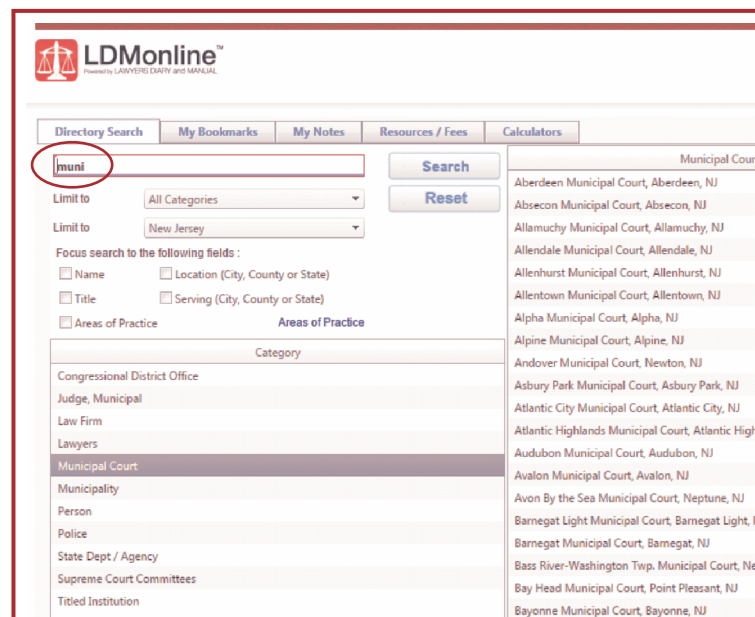 LDMonline™
Powered by LAWYERS DIARY and MANUAL
Directory Search
My Bookmarks
My Notes
Resources / Fees
Calculators
muni
Search
Limit to
All Categories
Reset
Limit to
New Jersey
Focus search to the following fields :
Name
Location (City, County or State)
Title
Serving (City, County or State)
Areas of Practice
Areas of Practice
Category
Congressional District Office
Judge, Municipal
Law Firm
Lawyers
Municipal Court
Municipality
Person
Police
State Dept / Agency
Supreme Court Committees
Titled Institution
Municipal Cour
Aberdeen Municipal Court, Aberdeen, NJ
Absecon Municipal Court, Absecon, NJ
Allamuchy Municipal Court, Allamuchy, NJ
Allendale Municipal Court, Allendale, NJ
Allenhurst Municipal Court, Allenhurst, NJ
Allentown Municipal Court, Allentown, NJ
Alpha Municipal Court, Alpha, NJ
Alpine Municipal Court, Alpine, NJ
Andover Municipal Court, Newton, NJ
Asbury Park Municipal Court, Asbury Park, NJ
Atlantic City Municipal Court, Atlantic City, NJ
Atlantic Highlands Municipal Court, Atlantic High
Audubon Municipal Court, Audubon, NJ
Avalon Municipal Court, Avalon, NJ
Avon By the Sea Municipal Court, Neptune, NJ
Barnegat Light Municipal Court, Barnegat Light,
Barnegat Municipal Court, Barnegat, NJ
Bass River-Washington Twp. Municipal Court, Ne
Bay Head Municipal Court, Point Pleasant, NJ
Bayonne Municipal Court, Bayonne, NJ